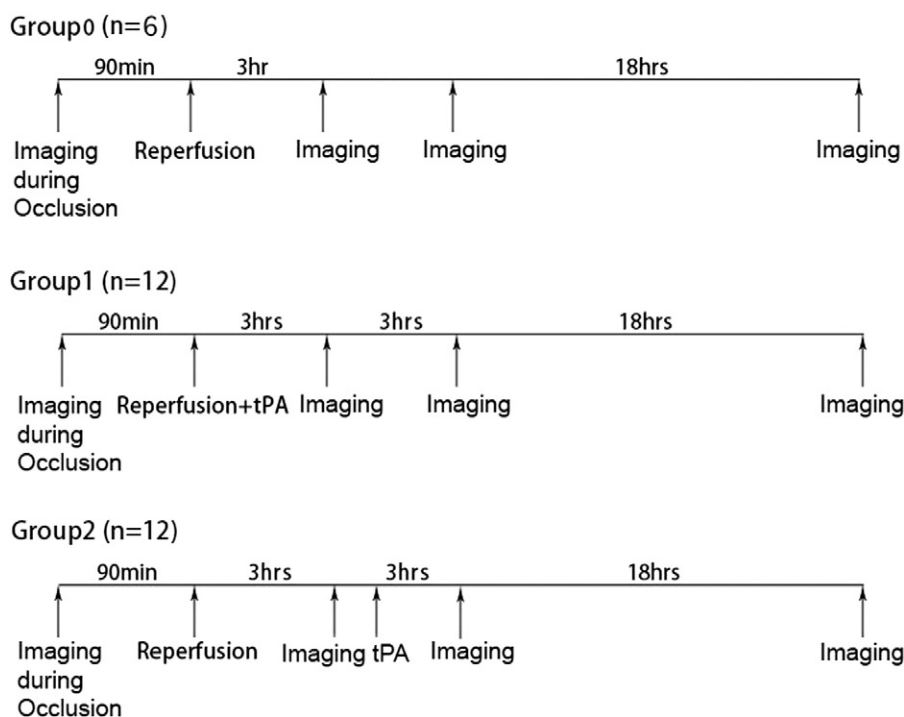 Group0 (n=6)
90min 3hr 18hrs
Imaging during Occlusion Reperfusion Imaging Imaging Imaging
Group1 (n=12)
90min 3hrs 3hrs 18hrs
Imaging during Occlusion Reperfusion+tPA Imaging Imaging Imaging
Group2 (n=12)
90min 3hrs 3hrs 18hrs
Imaging during Occlusion Reperfusion Imaging tPA Imaging Imaging